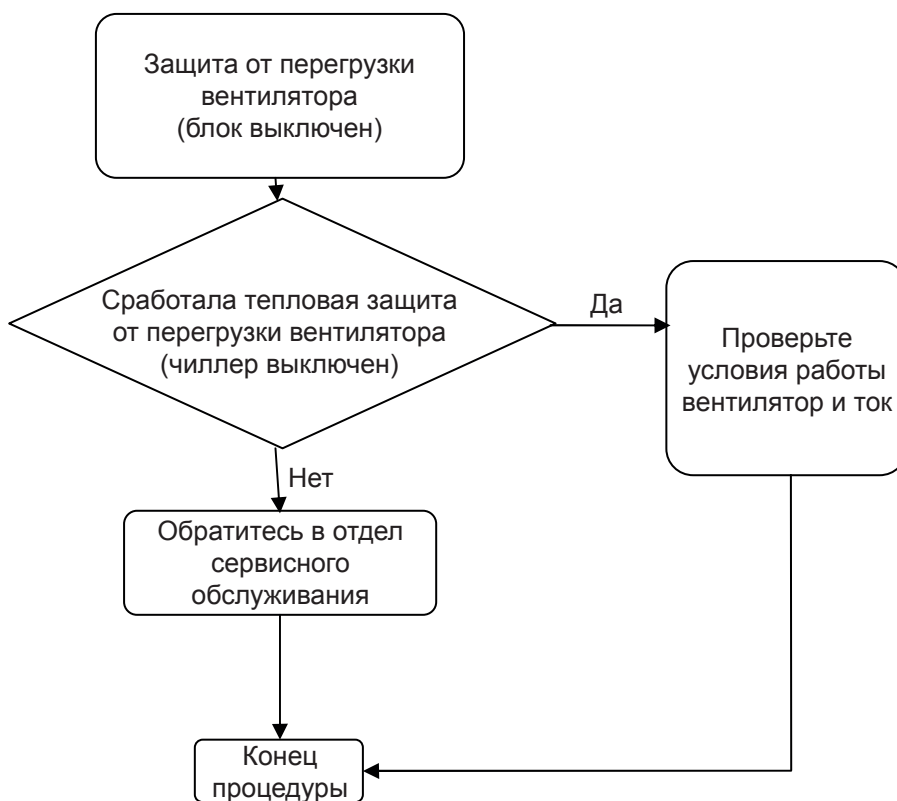 Защита от перегрузки
вентилятора
(блок выключен)
Сработала тепловая защита
от перегрузки вентилятора
(чиллер выключен)
Да
Проверьте
условия работы
вентилятор и ток
Нет
Обратитесь в отдел
сервисного
обслуживания
Конец
процедуры